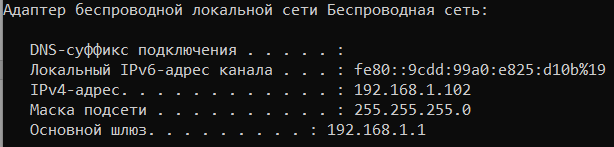 Адаптер беспроводной локальной сети Беспроводная сеть:
DNS-суффикс подключения . . . . . :
Локальный IPv6-адрес канала . . . : fe80::9cdd:99a0:e825:d10b%19
IPv4-адрес. . . . . . . . . . . . : 192.168.1.102
Маска подсети . . . . . . . . . . : 255.255.255.0
Основной шлюз. . . . . . . . . : 192.168.1.1